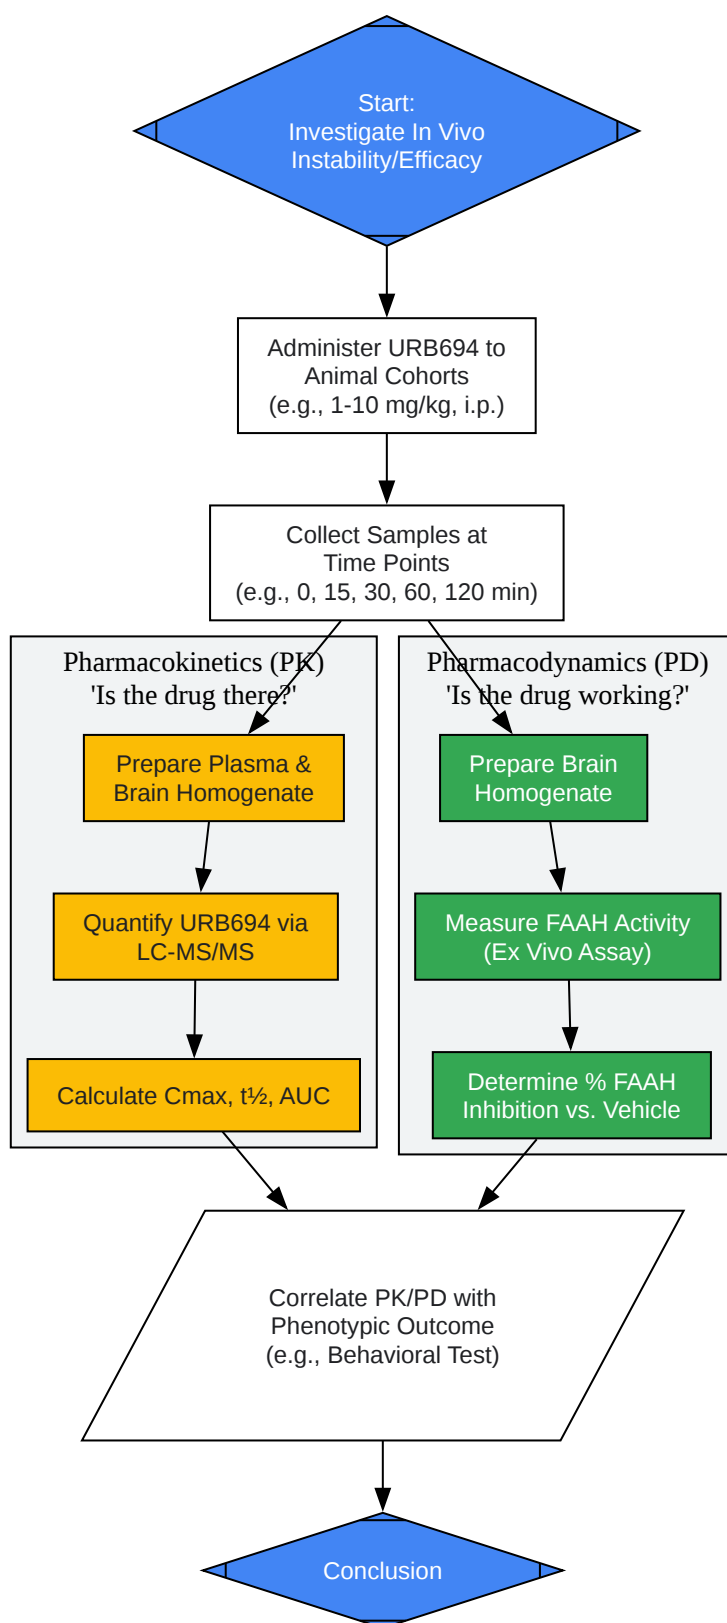 Start:
Investigate In Vivo
Instability/Efficacy
Administer URB694 to
Animal Cohorts
(e.g., 1-10 mg/kg, i.p.)
Collect Samples at
Time Points
(e.g., 0, 15, 30, 60, 120 min)
Pharmacokinetics (PK)
'Is the drug there?'
Prepare Plasma &
Brain Homogenate
Quantify URB694 via
LC-MS/MS
Calculate Cmax, t½, AUC
Pharmacodynamics (PD)
'Is the drug working?'
Prepare Brain
Homogenate
Measure FAAH Activity
(Ex Vivo Assay)
Determine % FAAH
Inhibition vs. Vehicle
Correlate PK/PD with
Phenotypic Outcome
(e.g., Behavioral Test)
Conclusion